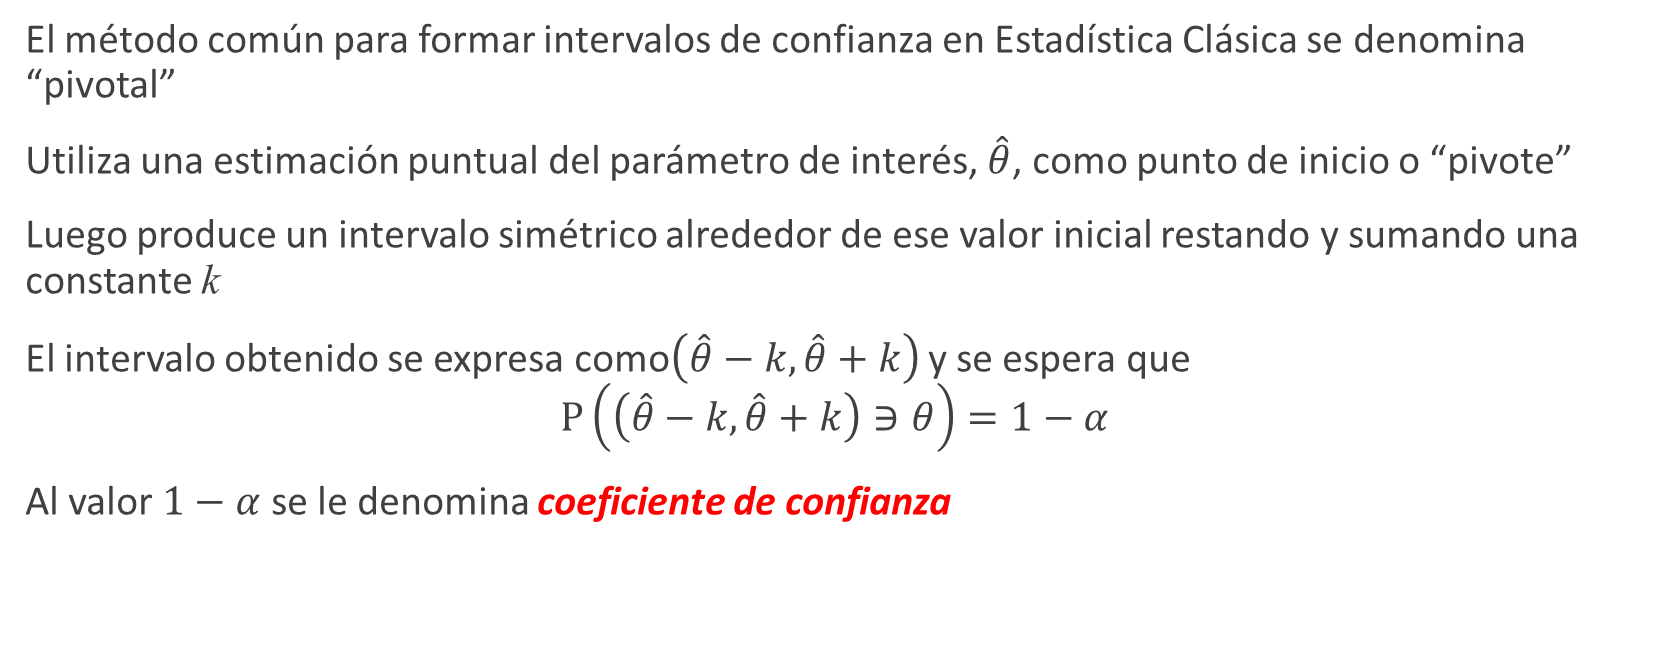 El método común para formar intervalos de confianza en Estadística Clásica se denomina
“pivotal”
Utiliza una estimación puntual del parámetro de interés, θ̂, como punto de inicio o “pivote”
Luego produce un intervalo simétrico alrededor de ese valor inicial restando y sumando una
constante k
El intervalo obtenido se expresa como(θ̂ − k, θ̂ + k) y se espera que
P((θ̂ − k, θ̂ + k) ∋ θ) = 1 − α
Al valor 1 − α se le denomina coeficiente de confianza